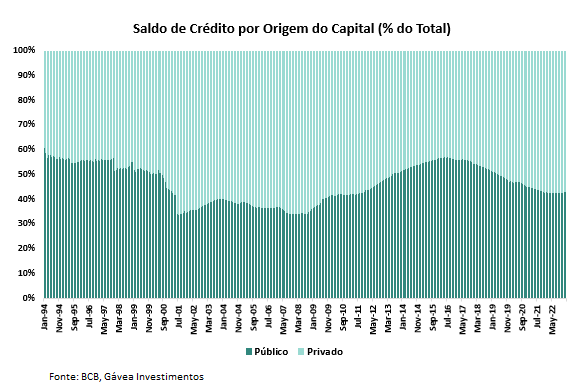 Saldo de Crédito por Origem do Capital (% do Total)
100%
90%
80%
70%
60%
50%
40%
30%
20%
10%
0%
Jan-94
Nov-94
Sep-95
Jul-96
May-97
Mar-98
Jan-99
Nov-99
Sep-00
Jul-01
May-02
Mar-03
Jan-04
Nov-04
Sep-05
Jul-06
May-07
Mar-08
Jan-09
Nov-09
Sep-10
Jul-11
May-12
Mar-13
Jan-14
Nov-14
Sep-15
Jul-16
May-17
Mar-18
Jan-19
Nov-19
Sep-20
Jul-21
May-22
Público Privado
Fonte: BCB, Gávea Investimentos